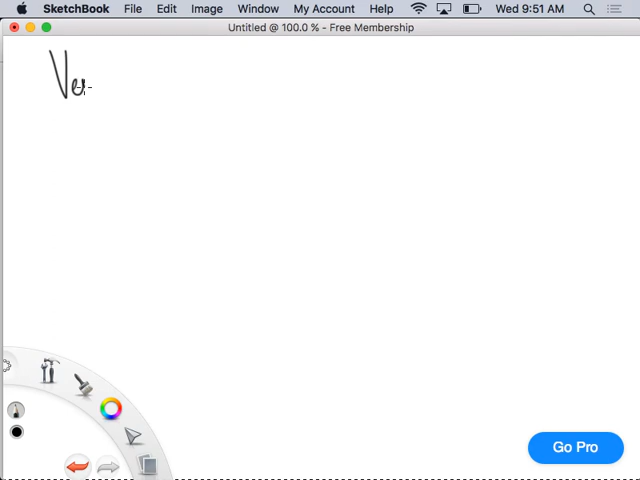 SketchBook File Edit Image Window My Account Help Wed 9:51 AM
Untitled @ 100.0 % - Free Membership
Ve
Go Pro